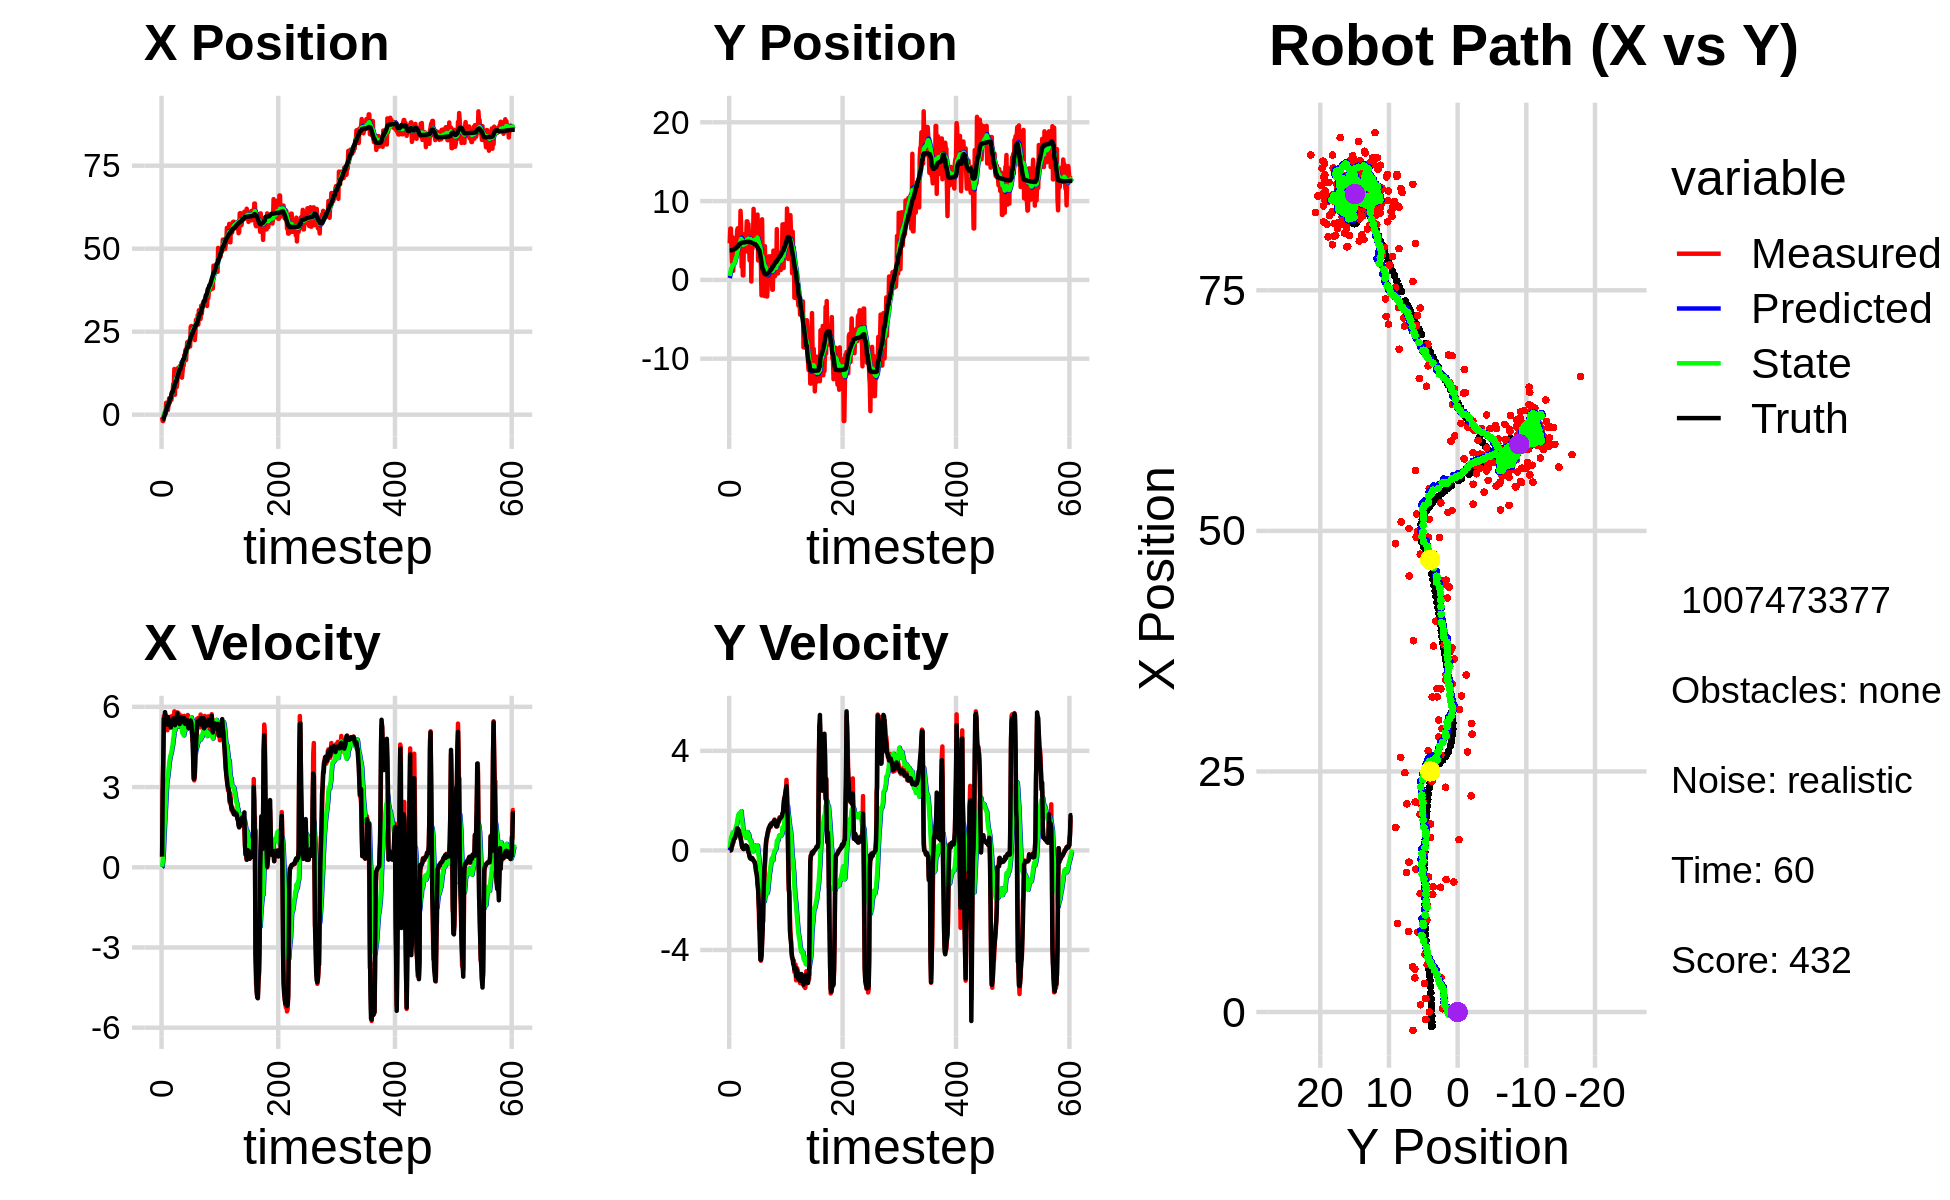 X Position
75
50
25
0
0
200
400
600
timestep
Y Position
20
10
0
-10
0
200
400
600
timestep
X Velocity
6
3
0
-3
-6
0
200
400
600
timestep
Y Velocity
4
0
-4
0
200
400
600
timestep
Robot Path (X vs Y)
X Position
75
50
25
0
20 10 0 -10 -20
Y Position
variable
Measured
Predicted
State
Truth
1007473377
Obstacles: none
Noise: realistic
Time: 60
Score: 432